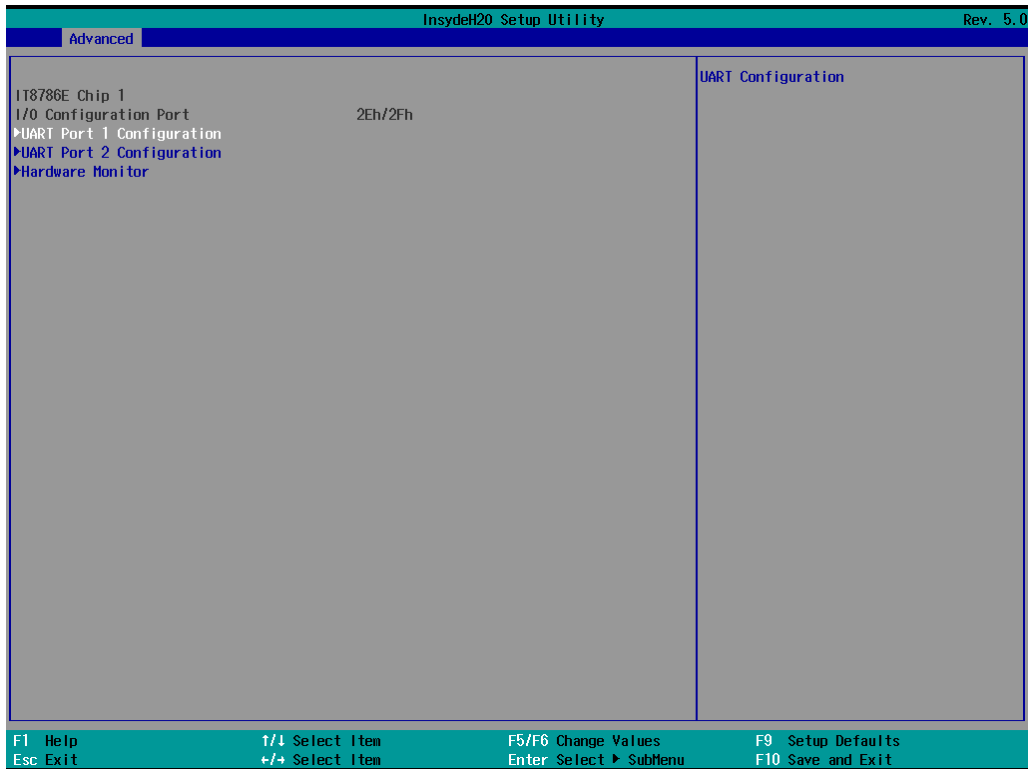 InsydeH20 Setup Utility Rev. 5.0
Advanced
IT8786E Chip 1
I/O Configuration Port 2Eh/2Fh
▶UART Port 1 Configuration
▶UART Port 2 Configuration
▶Hardware Monitor
UART Configuration
F1 Help ↑/↓ Select Item F5/F6 Change Values F9 Setup Defaults
Esc Exit ←/→ Select Item Enter Select ▶ SubMenu F10 Save and Exit